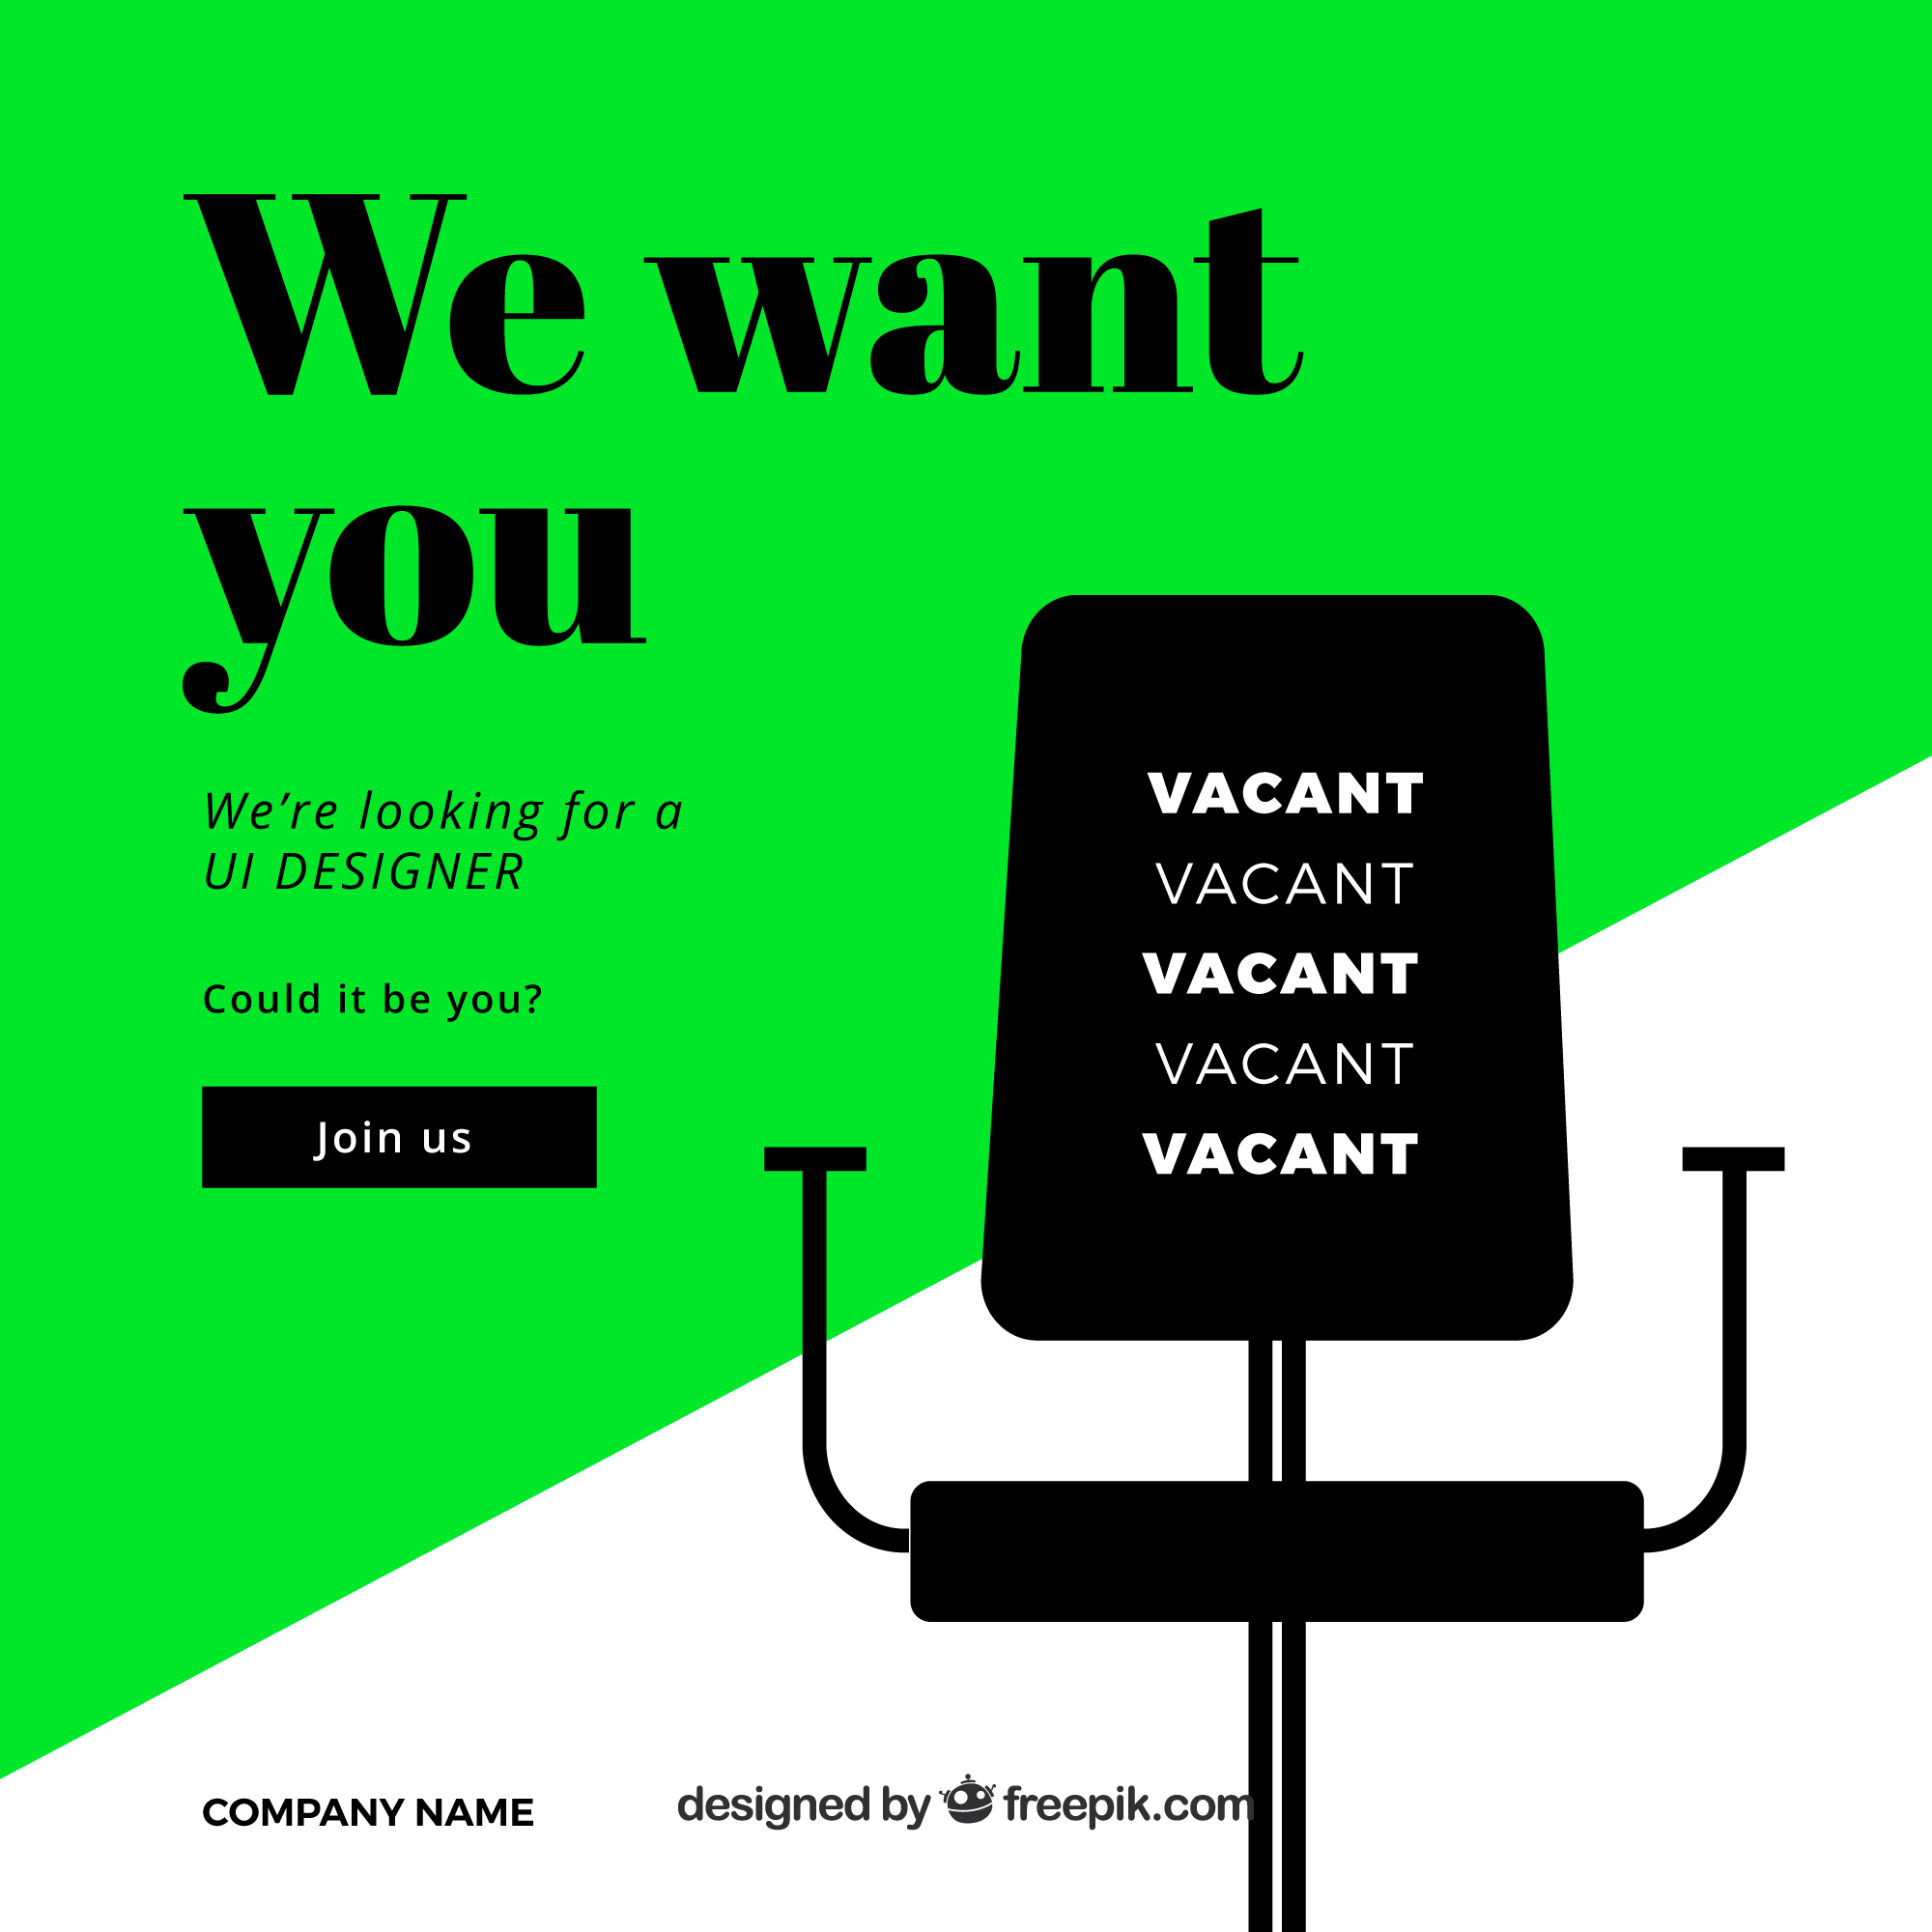 We want
you
We're looking for a
UI DESIGNER
Could it be you?
Join us
VACANT
VACANT
VACANT
VACANT
VACANT
COMPANY NAME
designed by freepik.com